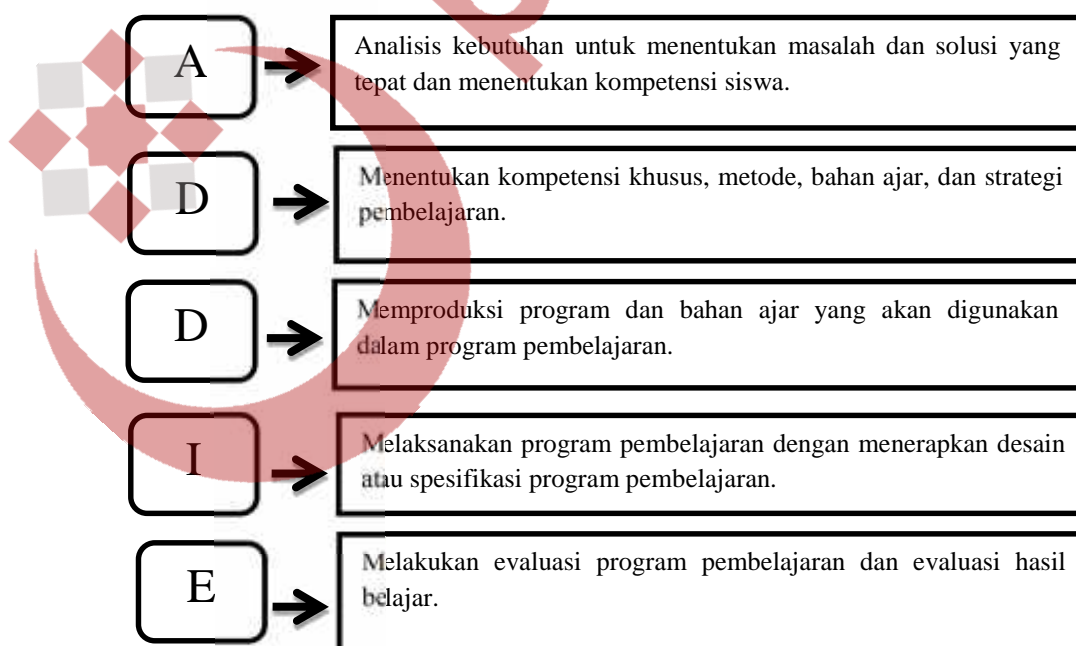 A
Analisis kebutuhan untuk menentukan masalah dan solusi yang
tepat dan menentukan kompetensi siswa.
D
Menentukan kompetensi khusus, metode, bahan ajar, dan strategi
pembelajaran.
D
Memproduksi program dan bahan ajar yang akan digunakan
dalam program pembelajaran.
I
Melaksanakan program pembelajaran dengan menerapkan desain
atau spesifikasi program pembelajaran.
E
Melakukan evaluasi program pembelajaran dan evaluasi hasil
belajar.